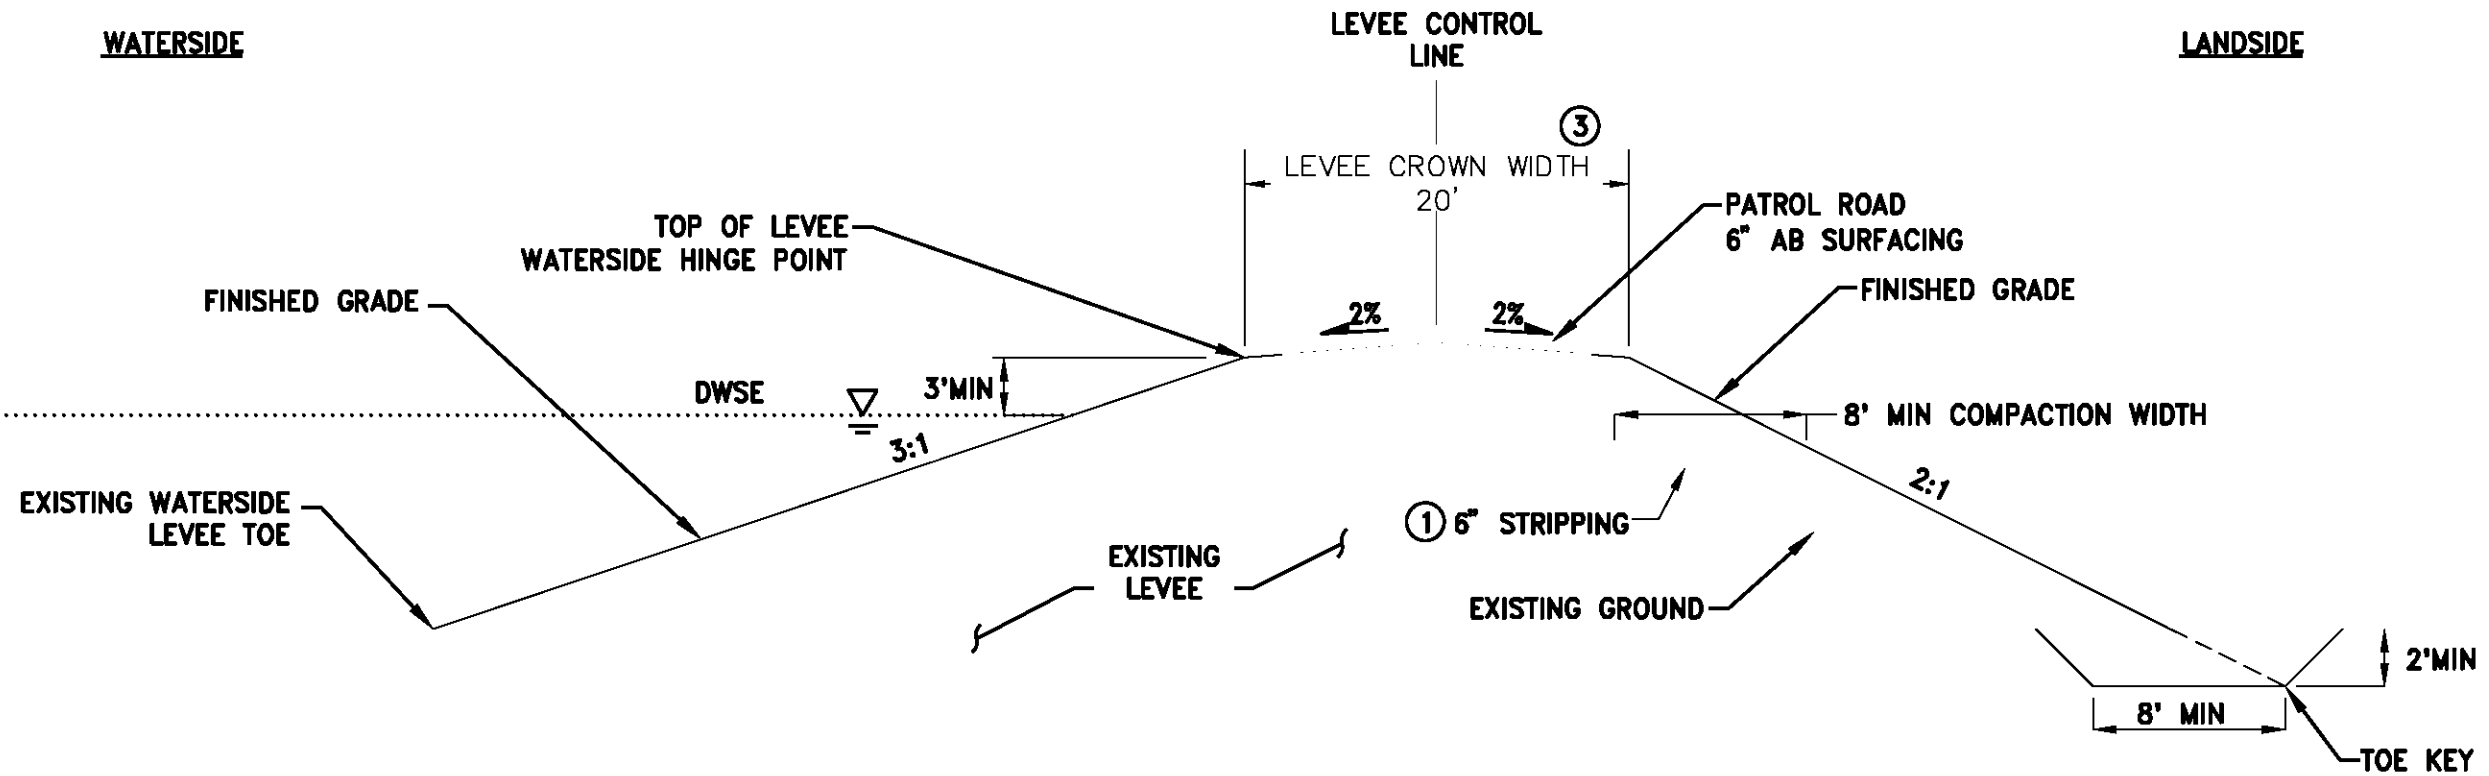 WATERSIDE
LEVEE CONTROL
LINE
LANDSIDE
3
LEVEE CROWN WIDTH
20'
PATROL ROAD
6" AB SURFACING
TOP OF LEVEE
WATERSIDE HINGE POINT
FINISHED GRADE
FINISHED GRADE
2%
2%
DWSE
3'MIN
8' MIN COMPACTION WIDTH
3:1
2:1
EXISTING WATERSIDE
LEVEE TOE
1 6" STRIPPING
EXISTING
LEVEE
EXISTING GROUND
2'MIN
8' MIN
TOE KEY